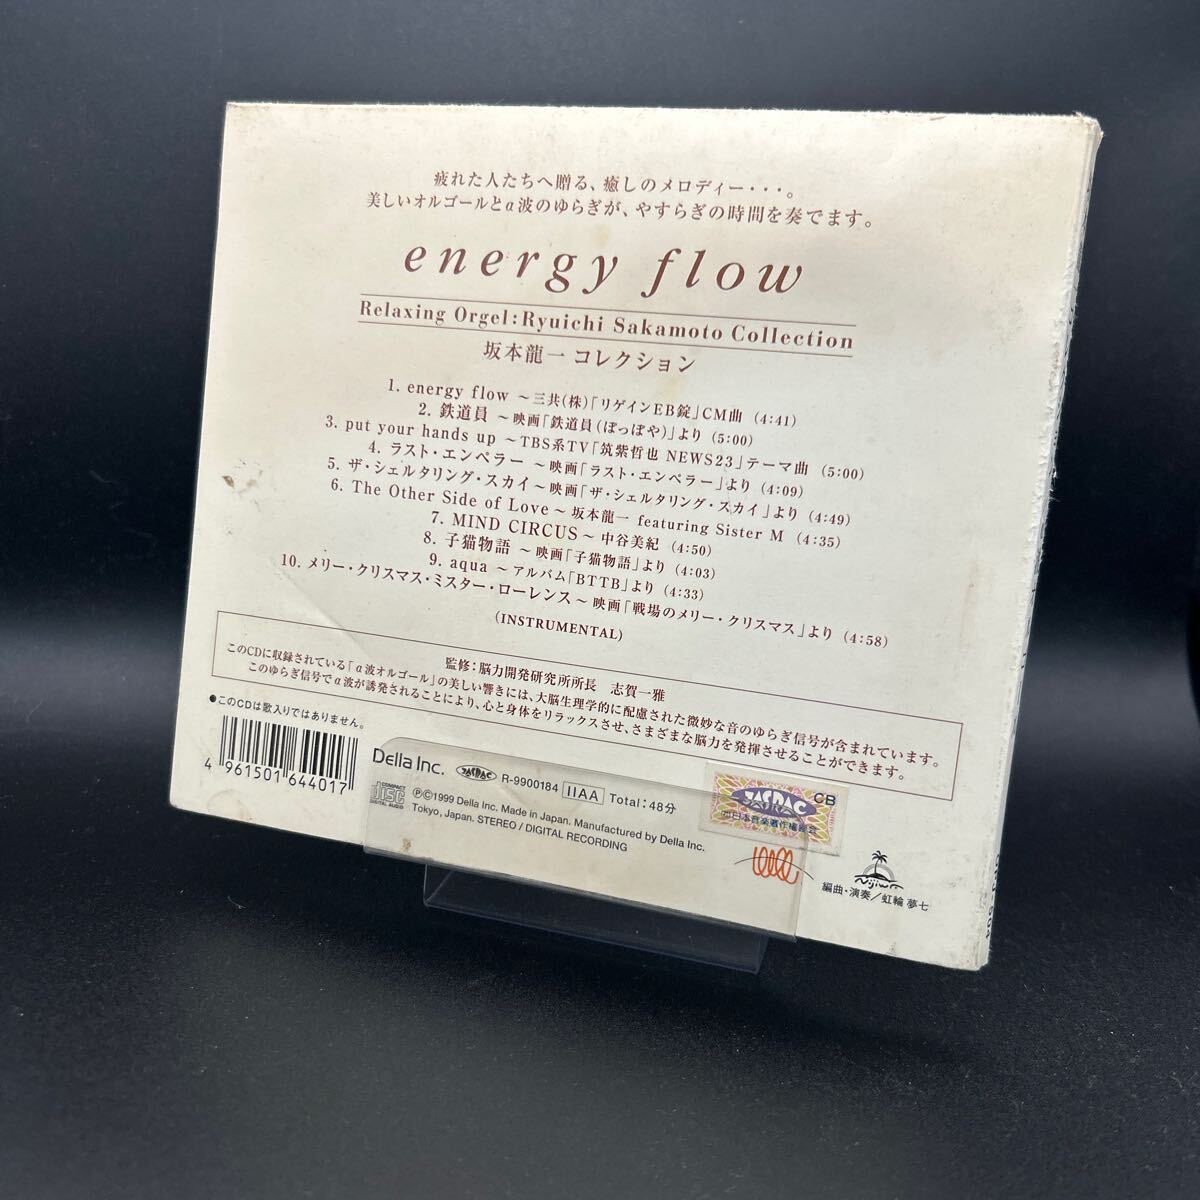 疲れた人たちへ贈る、癒しのメロディー・・・。
美しいオルゴールとα波のゆらぎが、やすらぎの時間を奏でます。
energy flow
Relaxing Orgel:Ryuichi Sakamoto Collection
坂本龍一 コレクション
1. energy flow ～三共(株)「リゲインEB錠」CM曲 (4:41)
2. 鉄道員 ～映画「鉄道員(ぽっぽや)」より (5:00)
3. put your hands up ～TBS系TV「筑紫哲也 NEWS23」テーマ曲 (5:00)
4. ラスト・エンペラー ～映画「ラスト・エンペラー」より (4:09)
5. ザ・シェルタリング・スカイ～映画「ザ・シェルタリング・スカイ」より (4:49)
6. The Other Side of Love～坂本龍一 featuring Sister M (4:35)
7. MIND CIRCUS～中谷美紀 (4:50)
8. 子猫物語 ～映画「子猫物語」より (4:03)
9. aqua ～アルバム「BTTB」より (4:33)
10. メリー・クリスマス・ミスター・ローレンス～映画「戦場のメリー・クリスマス」より (4:58)
(INSTRUMENTAL)
監修：脳力開発研究所所長 志賀一雅
このCDに収録されている「α波オルゴール」の美しい響きには、大脳生理学的に配慮された微妙な音のゆらぎ信号が含まれています。
このゆらぎ信号でα波が誘発されることにより、心と身体をリラックスさせ、さまざまな脳力を発揮させることができます。
●このCDは歌入りではありません。
4 961501 644017
Della Inc. JASRAC R-9900184 IIAA Total：48分
COMPACT disc DIGITAL AUDIO
ⓅⒸ1999 Della Inc. Made in Japan. Manufactured by Della Inc.
Tokyo, Japan. STEREO / DIGITAL RECORDING
JASRAC CB
日本音楽著作権協会
nijiwa
編曲・演奏／虹輪 夢七